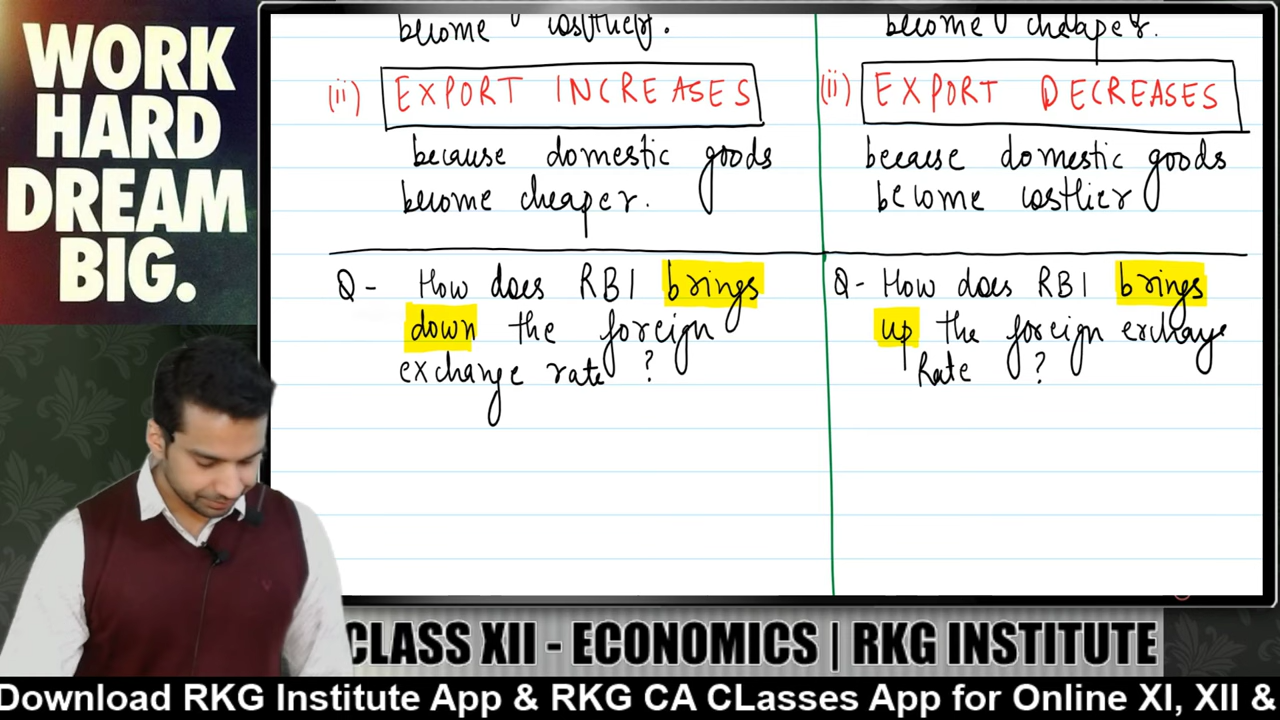 WORK
HARD
DREAM
BIG.
become costlier.
(ii) EXPORT INCREASES
because domestic goods
become cheaper.
Q- How does RBI brings
down the foreign
exchange rate ?
become cheaper.
(ii) EXPORT DECREASES
because domestic goods
become costlier
Q- How does RBI brings
up the foreign exchange
Rate ?
CLASS XII - ECONOMICS | RKG INSTITUTE
Download RKG Institute App & RKG CA CLasses App for Online XI, XII &